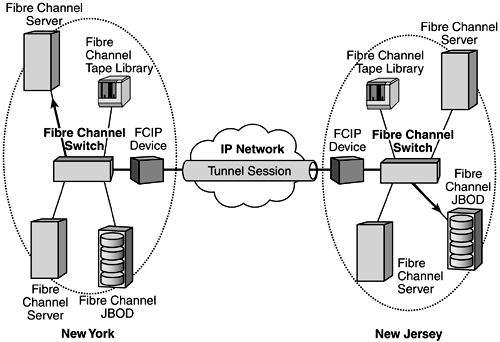 Fibre Channel
Server
Fibre
Channel
Tape Library
Fibre Channel
Switch
FCIP
Device
Fibre
Channel
Server
Fibre Channel
JBOD
New York
IP Network
Tunnel Session
Fibre Channel
Server
Fibre Channel
Tape Library
FCIP
Device
Fibre Channel
Switch
Fibre
Channel
JBOD
Fibre
Channel
Server
New Jersey